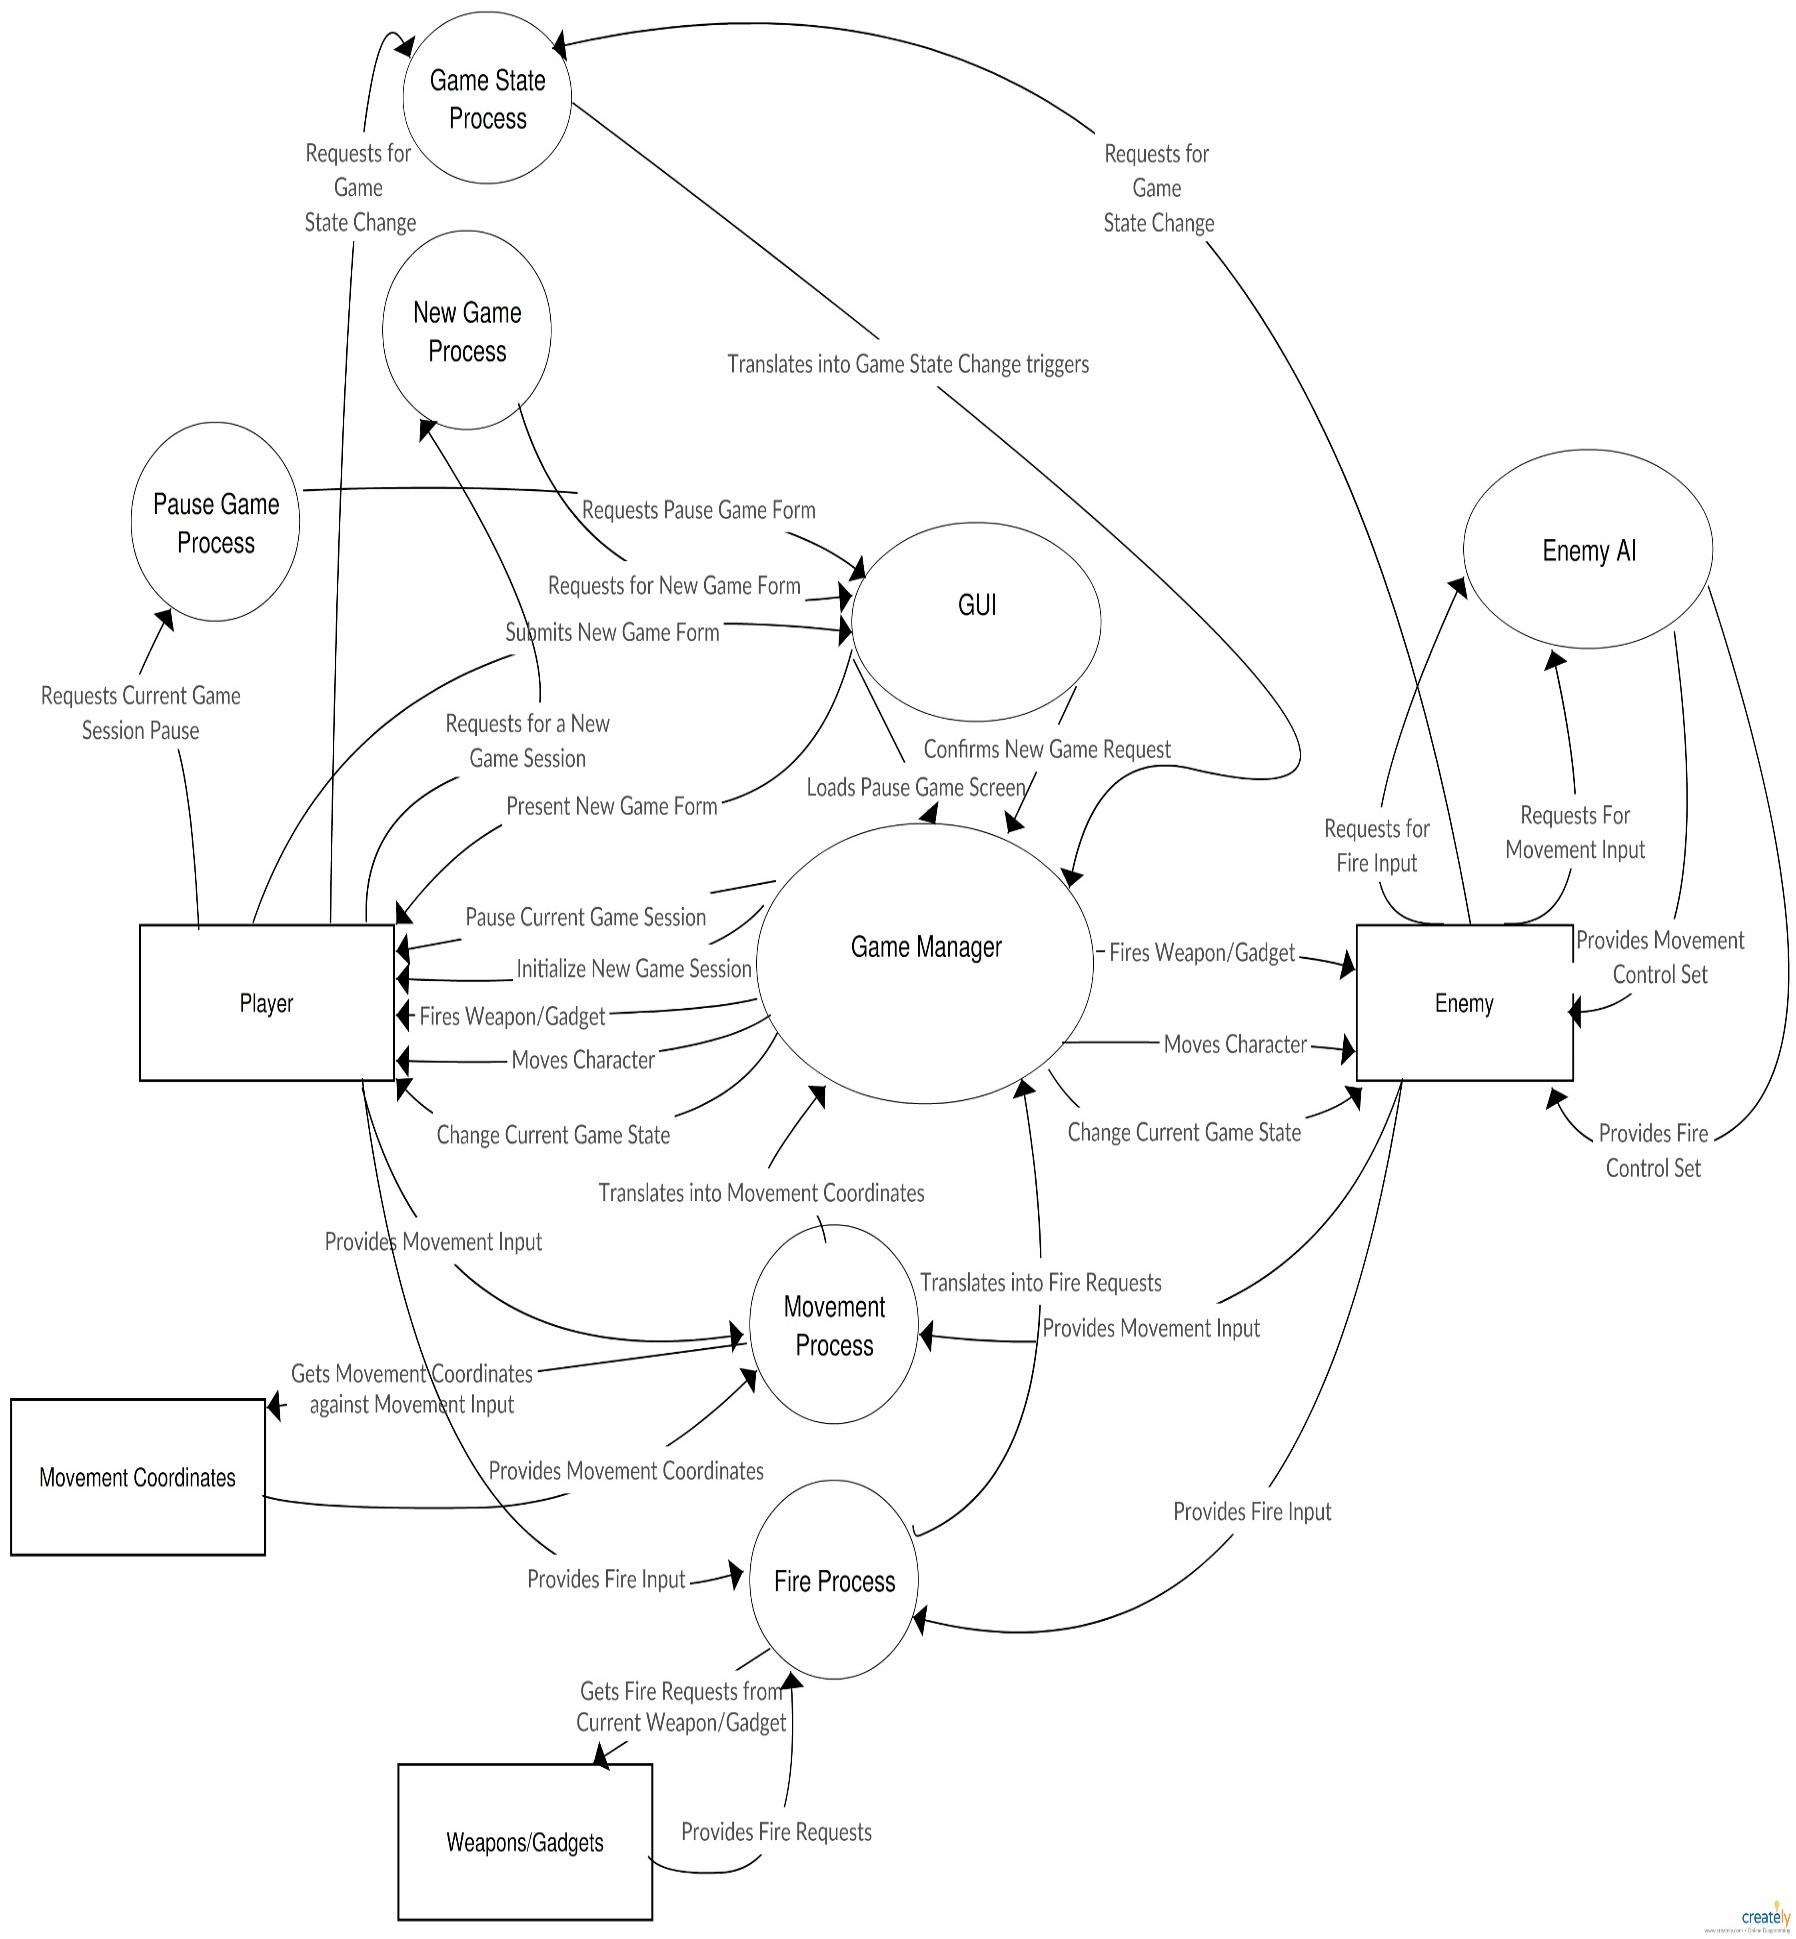 Game State
Process
Requests for
Game
State Change
Requests for
Game
State Change
New Game
Process
Translates into Game State Change triggers
Pause Game
Process
Requests Pause Game Form
Enemy AI
Requests for New Game Form
GUI
Submits New Game Form
Requests Current Game
Session Pause
Requests for a New
Game Session
Confirms New Game Request
Loads Pause Game Screen
Present New Game Form
Requests for
Fire Input
Requests For
Movement Input
Pause Current Game Session
Game Manager
Fires Weapon/Gadget
Provides Movement
Control Set
Initialize New Game Session
Player
Enemy
Fires Weapon/Gadget
Moves Character
Moves Character
Change Current Game State
Change Current Game State
Provides Fire
Control Set
Translates into Movement Coordinates
Provides Movement Input
Translates into Fire Requests
Movement
Process
Provides Movement Input
Gets Movement Coordinates
against Movement Input
Movement Coordinates
Provides Movement Coordinates
Provides Fire Input
Provides Fire Input
Fire Process
Gets Fire Requests from
Current Weapon/Gadget
Weapons/Gadgets
Provides Fire Requests
creately
www.creately.com • Online Diagramming